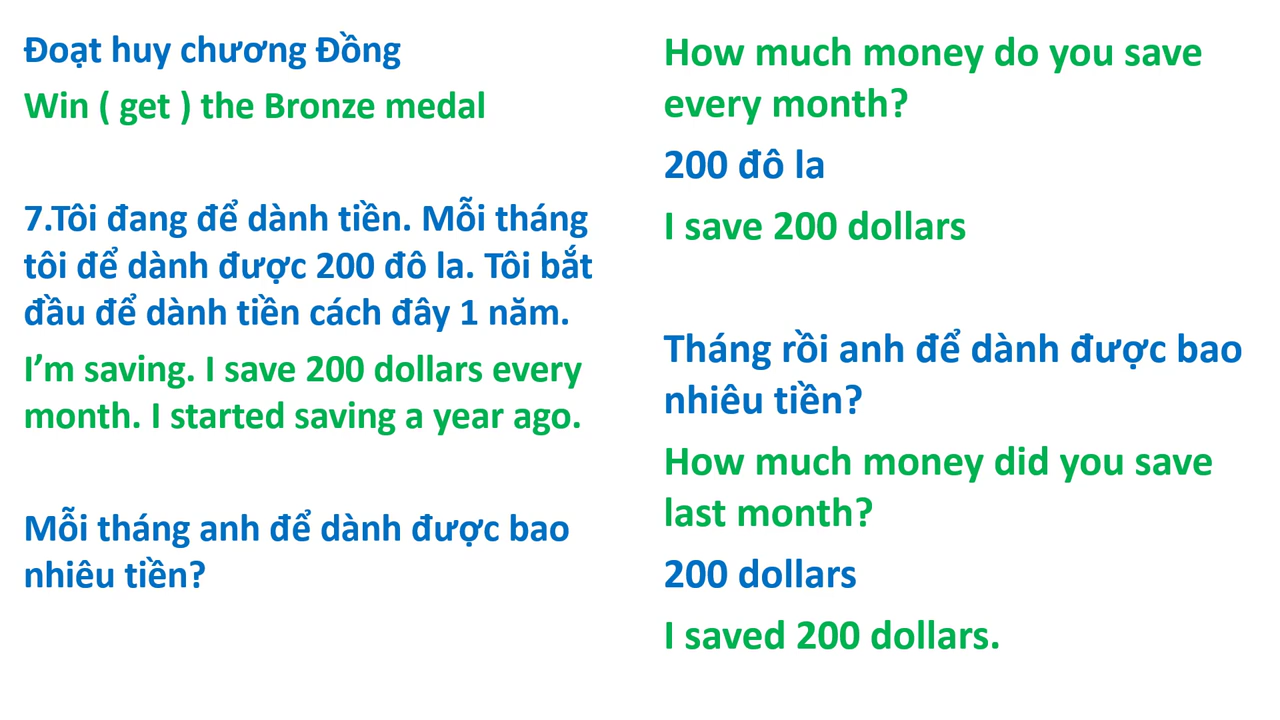 Đoạt huy chương Đồng
Win ( get ) the Bronze medal
7.Tôi đang để dành tiền. Mỗi tháng
tôi để dành được 200 đô la. Tôi bắt
đầu để dành tiền cách đây 1 năm.
I’m saving. I save 200 dollars every
month. I started saving a year ago.
Mỗi tháng anh để dành được bao
nhiêu tiền?
How much money do you save
every month?
200 đô la
I save 200 dollars
Tháng rồi anh để dành được bao
nhiêu tiền?
How much money did you save
last month?
200 dollars
I saved 200 dollars.